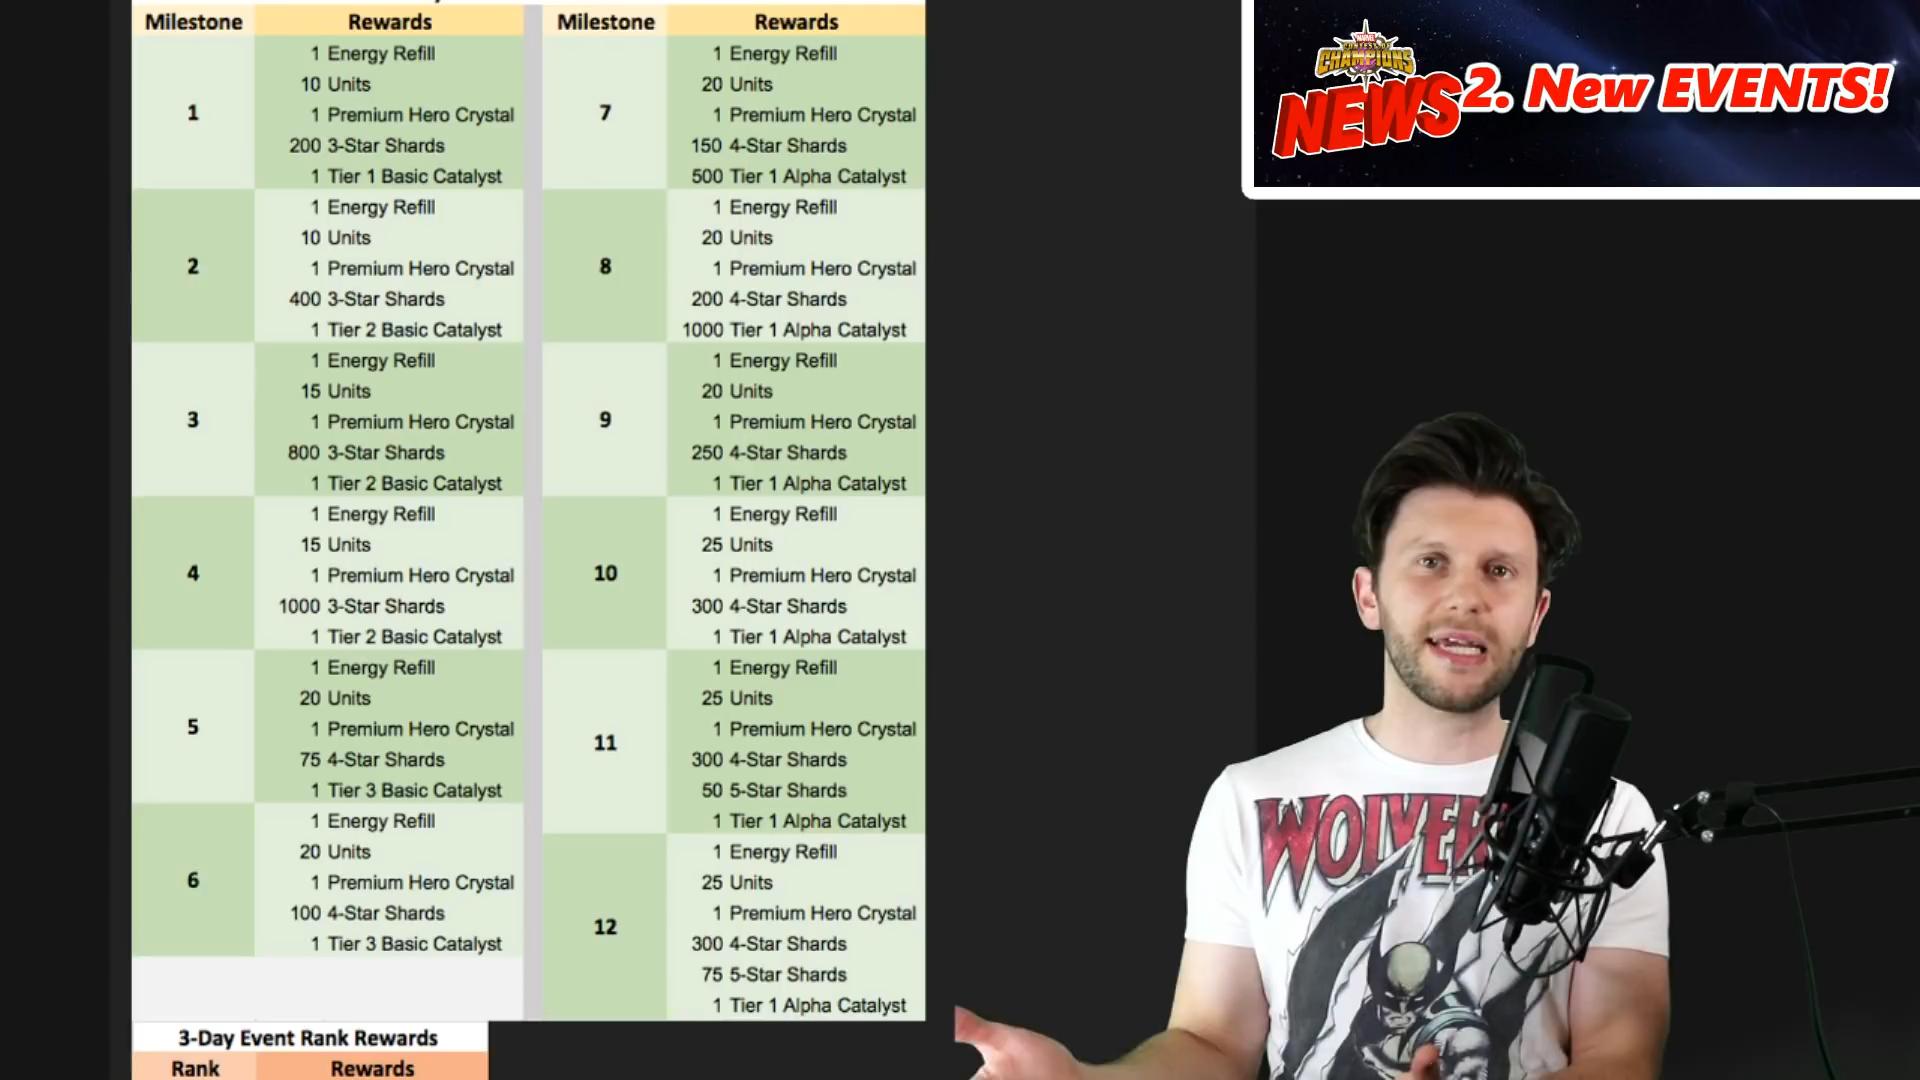 Milestone Rewards
1
1 Energy Refill
10 Units
1 Premium Hero Crystal
200 3-Star Shards
1 Tier 1 Basic Catalyst
2
1 Energy Refill
10 Units
1 Premium Hero Crystal
400 3-Star Shards
1 Tier 2 Basic Catalyst
3
1 Energy Refill
15 Units
1 Premium Hero Crystal
800 3-Star Shards
1 Tier 2 Basic Catalyst
4
1 Energy Refill
15 Units
1 Premium Hero Crystal
1000 3-Star Shards
1 Tier 2 Basic Catalyst
5
1 Energy Refill
20 Units
1 Premium Hero Crystal
75 4-Star Shards
1 Tier 3 Basic Catalyst
6
1 Energy Refill
20 Units
1 Premium Hero Crystal
100 4-Star Shards
1 Tier 3 Basic Catalyst
Milestone Rewards
7
1 Energy Refill
20 Units
1 Premium Hero Crystal
150 4-Star Shards
500 Tier 1 Alpha Catalyst
8
1 Energy Refill
20 Units
1 Premium Hero Crystal
200 4-Star Shards
1000 Tier 1 Alpha Catalyst
9
1 Energy Refill
20 Units
1 Premium Hero Crystal
250 4-Star Shards
1 Tier 1 Alpha Catalyst
10
1 Energy Refill
25 Units
1 Premium Hero Crystal
300 4-Star Shards
1 Tier 1 Alpha Catalyst
11
1 Energy Refill
25 Units
1 Premium Hero Crystal
300 4-Star Shards
50 5-Star Shards
1 Tier 1 Alpha Catalyst
12
1 Energy Refill
25 Units
1 Premium Hero Crystal
300 4-Star Shards
75 5-Star Shards
1 Tier 1 Alpha Catalyst
3-Day Event Rank Rewards
Rank Rewards
MARVEL
CONTEST OF
CHAMPIONS
NEWS
2. New EVENTS!
WOLVER